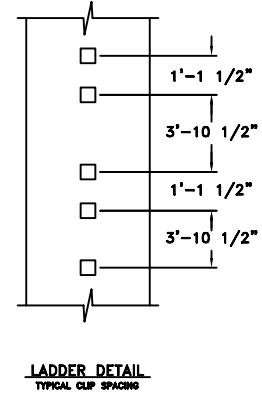 1'-1 1/2"
3'-10 1/2"
1'-1 1/2"
3'-10 1/2"
LADDER DETAIL
TYPICAL CLIP SPACING